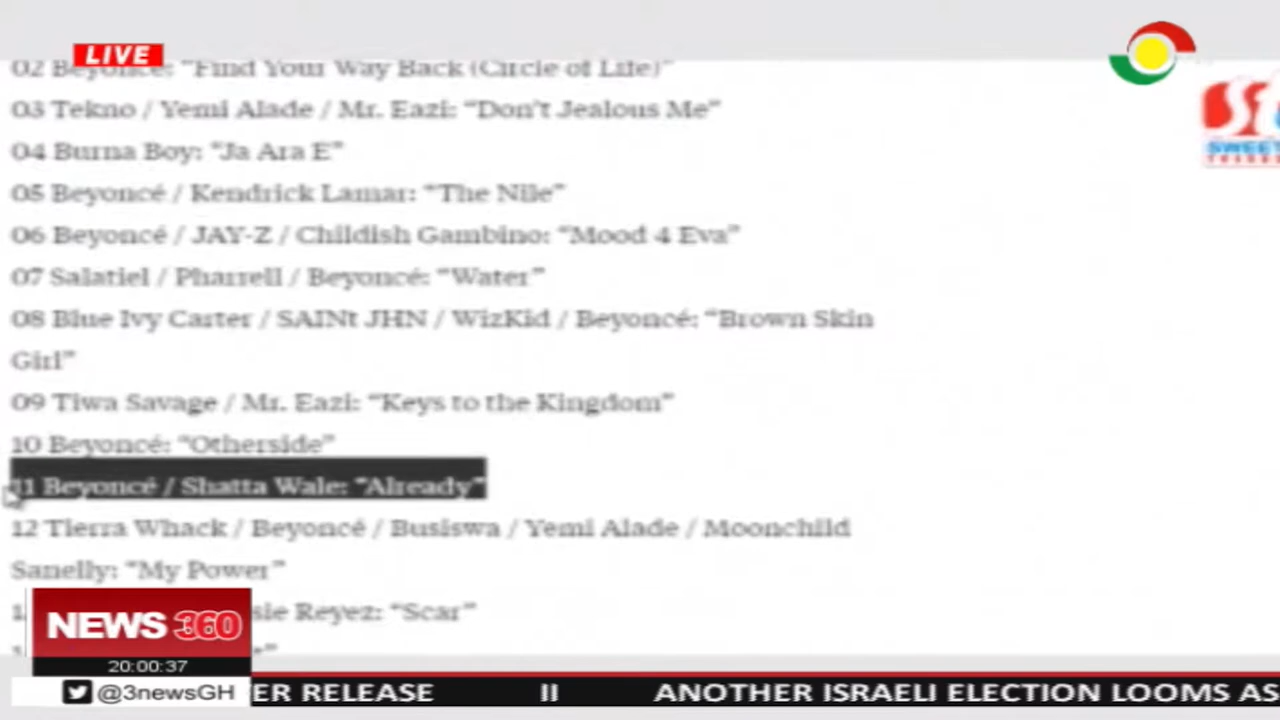 LIVE
02 Beyoncé: “Find Your Way Back (Circle of Life)”
03 Tekno / Yemi Alade / Mr. Eazi: “Don’t Jealous Me”
04 Burna Boy: “Ja Ara E”
05 Beyoncé / Kendrick Lamar: “The Nile”
06 Beyoncé / JAY-Z / Childish Gambino: “Mood 4 Eva”
07 Salatiel / Pharrell / Beyoncé: “Water”
08 Blue Ivy Carter / SAINt JHN / WizKid / Beyoncé: “Brown Skin
Girl”
09 Tiwa Savage / Mr. Eazi: “Keys to the Kingdom”
10 Beyoncé: “Otherside”
11 Beyoncé / Shatta Wale: “Already”
12 Tierra Whack / Beyoncé / Busiswa / Yemi Alade / Moonchild
Sanelly: “My Power”
sie Reyez: “Scar”
SWEET
NEWS 360
20:00:37
@3newsGH
ER RELEASE II ANOTHER ISRAELI ELECTION LOOMS AS